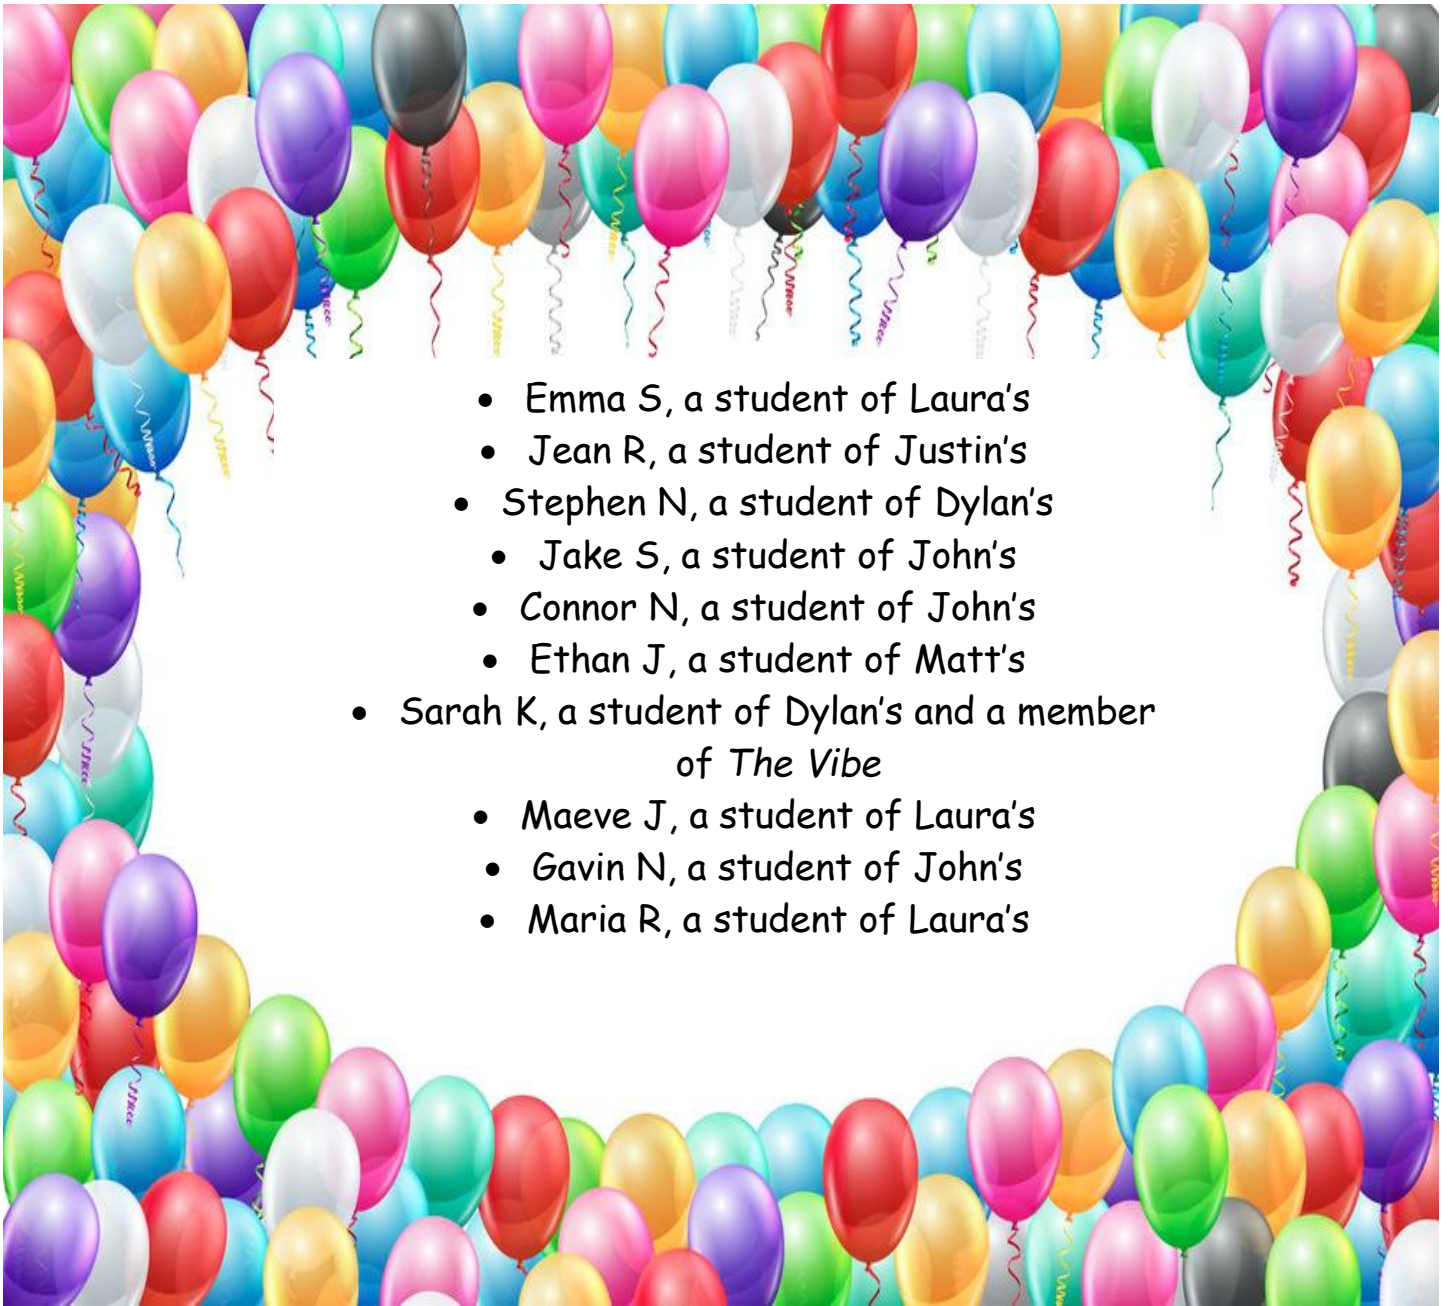 • Emma S, a student of Laura's
• Jean R, a student of Justin's
• Stephen N, a student of Dylan's
• Jake S, a student of John's
• Connor N, a student of John's
• Ethan J, a student of Matt's
• Sarah K, a student of Dylan's and a member
of The Vibe
• Maeve J, a student of Laura's
• Gavin N, a student of John's
• Maria R, a student of Laura's